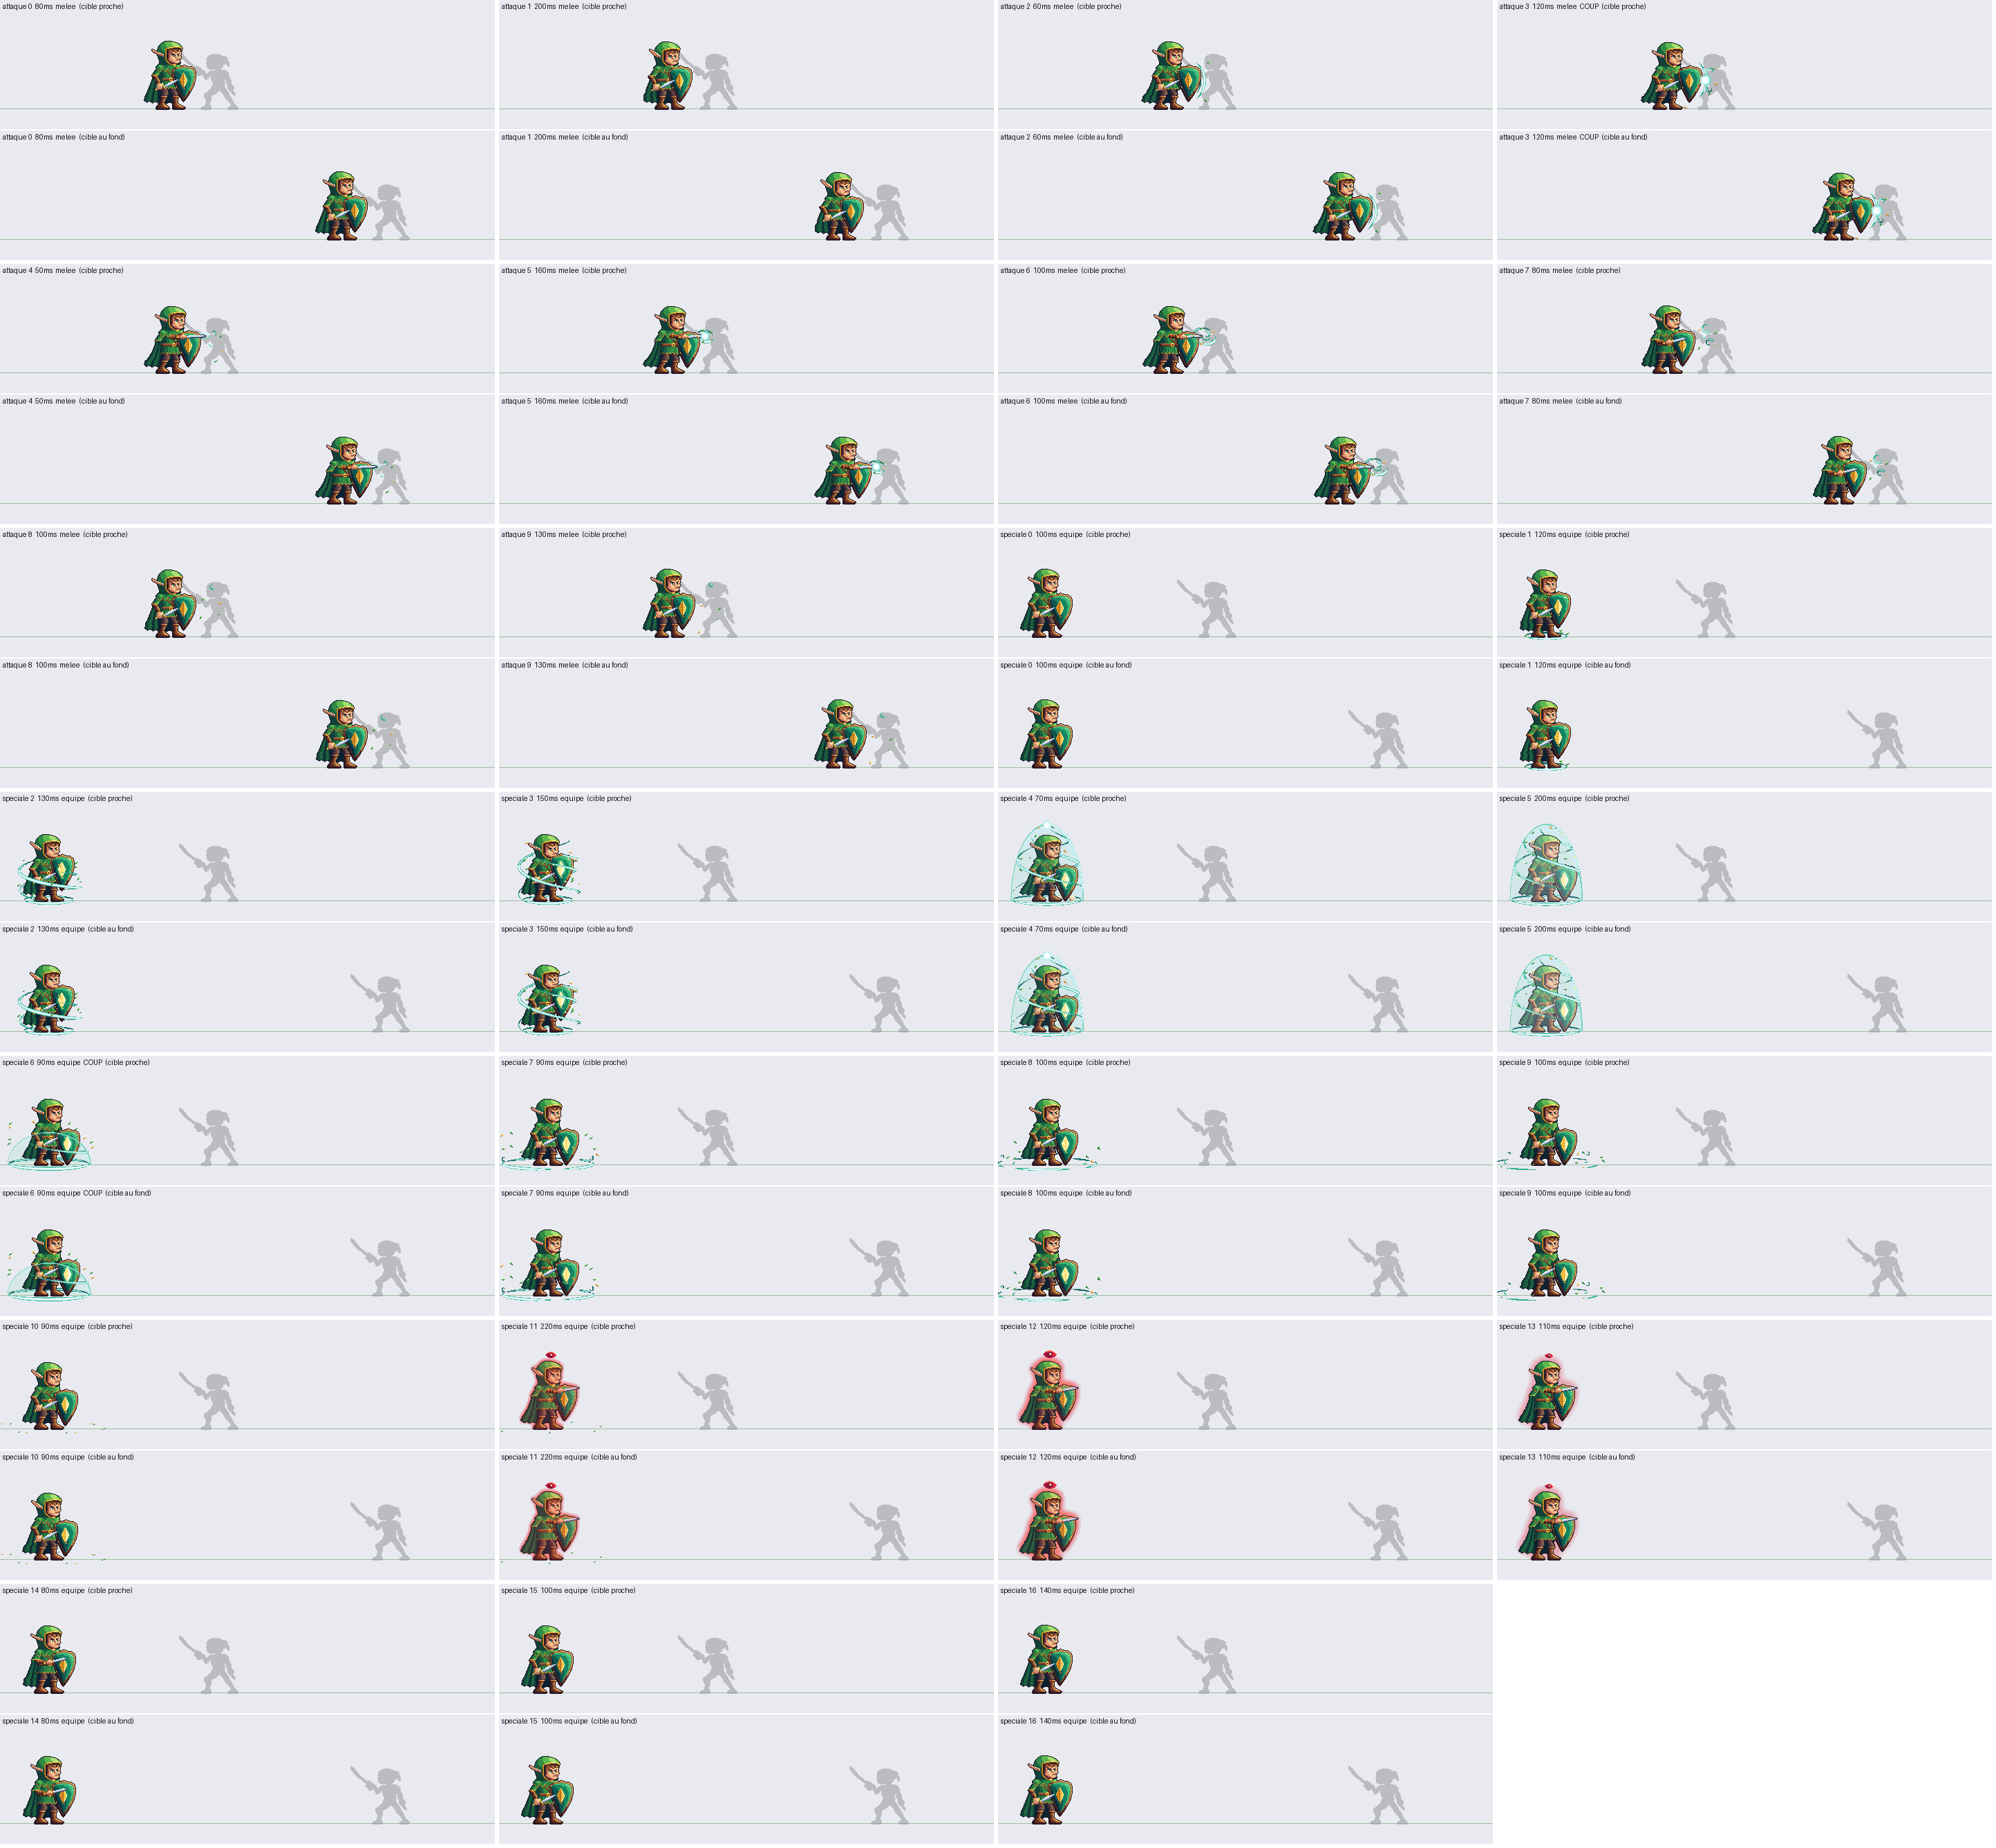 attaque 0 80ms melee (cible proche)
attaque 1 200ms melee (cible proche)
attaque 2 60ms melee (cible proche)
attaque 3 120ms melee COUP (cible proche)
attaque 0 80ms melee (cible au fond)
attaque 1 200ms melee (cible au fond)
attaque 2 60ms melee (cible au fond)
attaque 3 120ms melee COUP (cible au fond)
attaque 4 50ms melee (cible proche)
attaque 5 160ms melee (cible proche)
attaque 6 100ms melee (cible proche)
attaque 7 80ms melee (cible proche)
attaque 4 50ms melee (cible au fond)
attaque 5 160ms melee (cible au fond)
attaque 6 100ms melee (cible au fond)
attaque 7 80ms melee (cible au fond)
attaque 8 100ms melee (cible proche)
attaque 9 130ms melee (cible proche)
speciale 0 100ms equipe (cible proche)
speciale 1 120ms equipe (cible proche)
attaque 8 100ms melee (cible au fond)
attaque 9 130ms melee (cible au fond)
speciale 0 100ms equipe (cible au fond)
speciale 1 120ms equipe (cible au fond)
speciale 2 130ms equipe (cible proche)
speciale 3 150ms equipe (cible proche)
speciale 4 70ms equipe (cible proche)
speciale 5 200ms equipe (cible proche)
speciale 2 130ms equipe (cible au fond)
speciale 3 150ms equipe (cible au fond)
speciale 4 70ms equipe (cible au fond)
speciale 5 200ms equipe (cible au fond)
speciale 6 90ms equipe COUP (cible proche)
speciale 7 90ms equipe (cible proche)
speciale 8 100ms equipe (cible proche)
speciale 9 100ms equipe (cible proche)
speciale 6 90ms equipe COUP (cible au fond)
speciale 7 90ms equipe (cible au fond)
speciale 8 100ms equipe (cible au fond)
speciale 9 100ms equipe (cible au fond)
speciale 10 90ms equipe (cible proche)
speciale 11 220ms equipe (cible proche)
speciale 12 120ms equipe (cible proche)
speciale 13 110ms equipe (cible proche)
speciale 10 90ms equipe (cible au fond)
speciale 11 220ms equipe (cible au fond)
speciale 12 120ms equipe (cible au fond)
speciale 13 110ms equipe (cible au fond)
speciale 14 80ms equipe (cible proche)
speciale 15 100ms equipe (cible proche)
speciale 16 140ms equipe (cible proche)
speciale 14 80ms equipe (cible au fond)
speciale 15 100ms equipe (cible au fond)
speciale 16 140ms equipe (cible au fond)